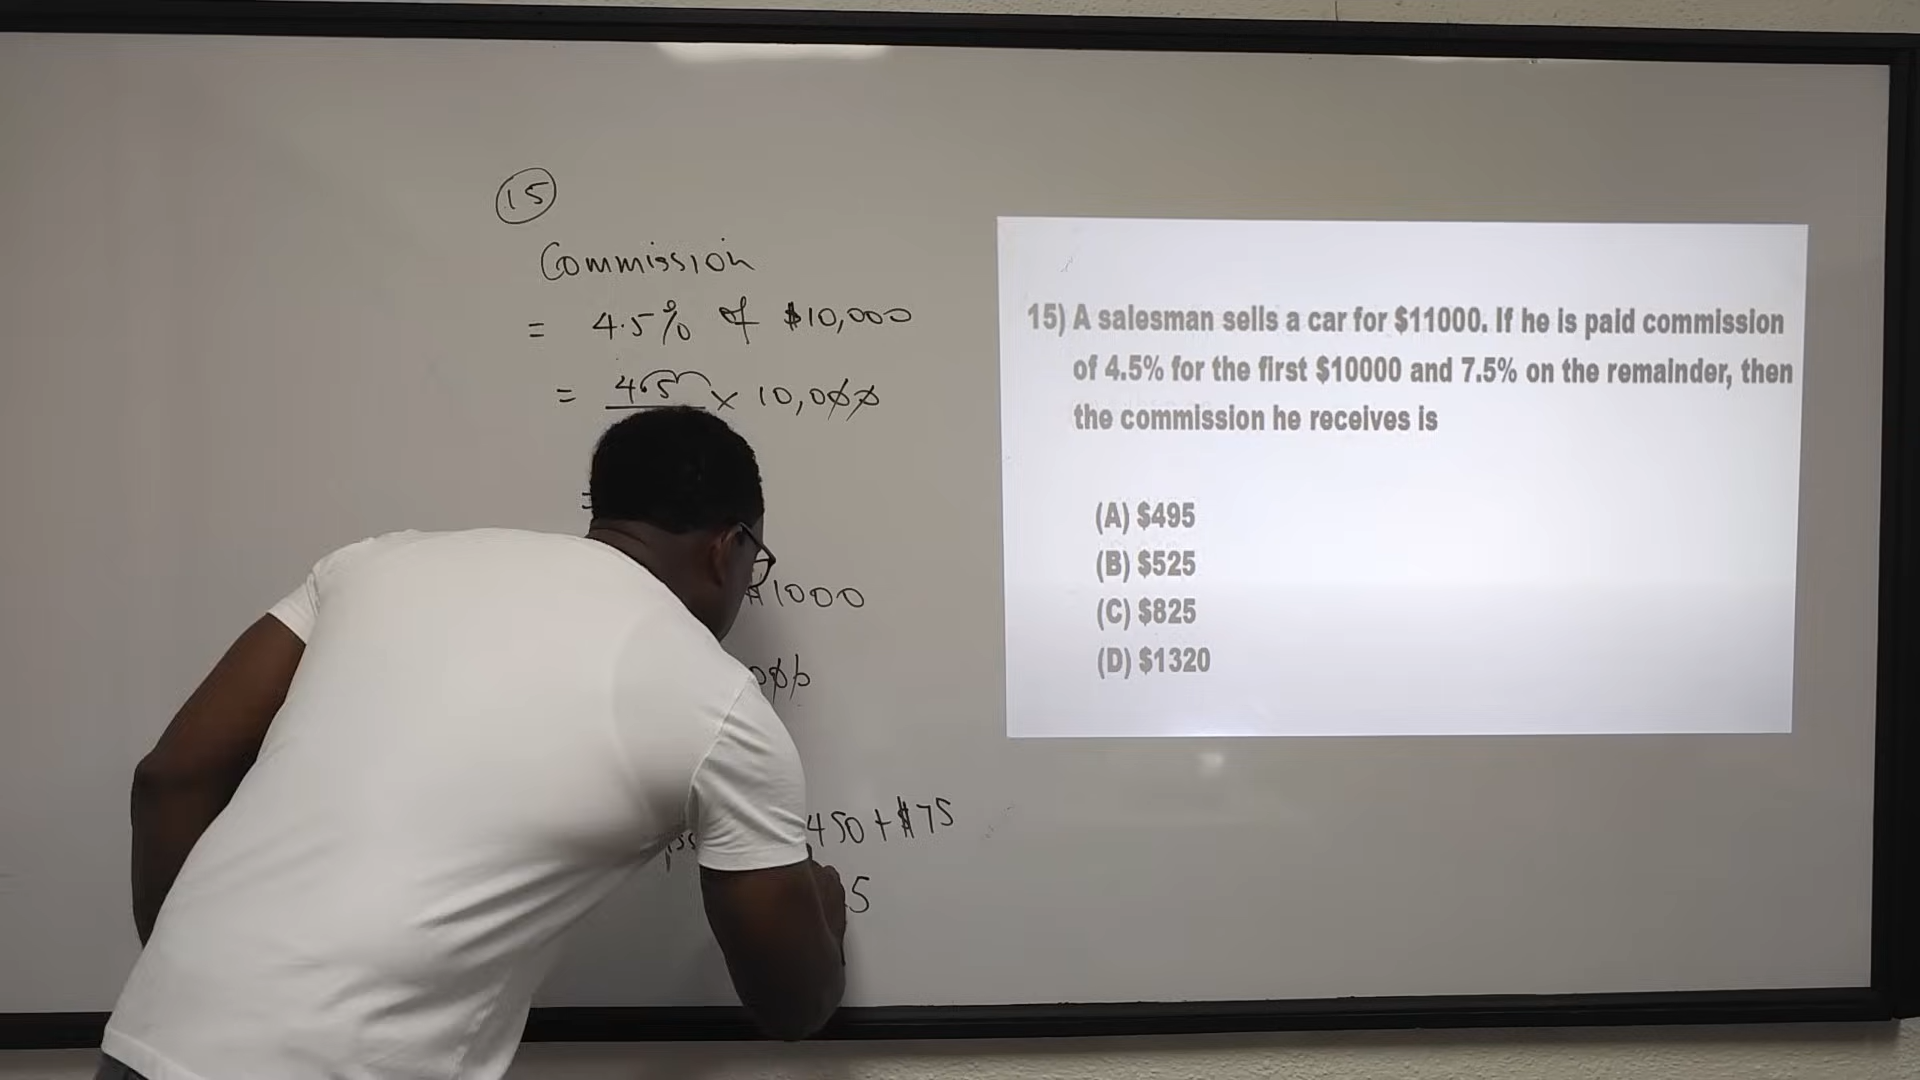 15
Commission
= 4.5% of $10,000
= 4.5 × 10,000
=
$1000
450 + $75
5
15) A salesman sells a car for $11000. If he is paid commission
of 4.5% for the first $10000 and 7.5% on the remainder, then
the commission he receives is
(A) $495
(B) $525
(C) $825
(D) $1320